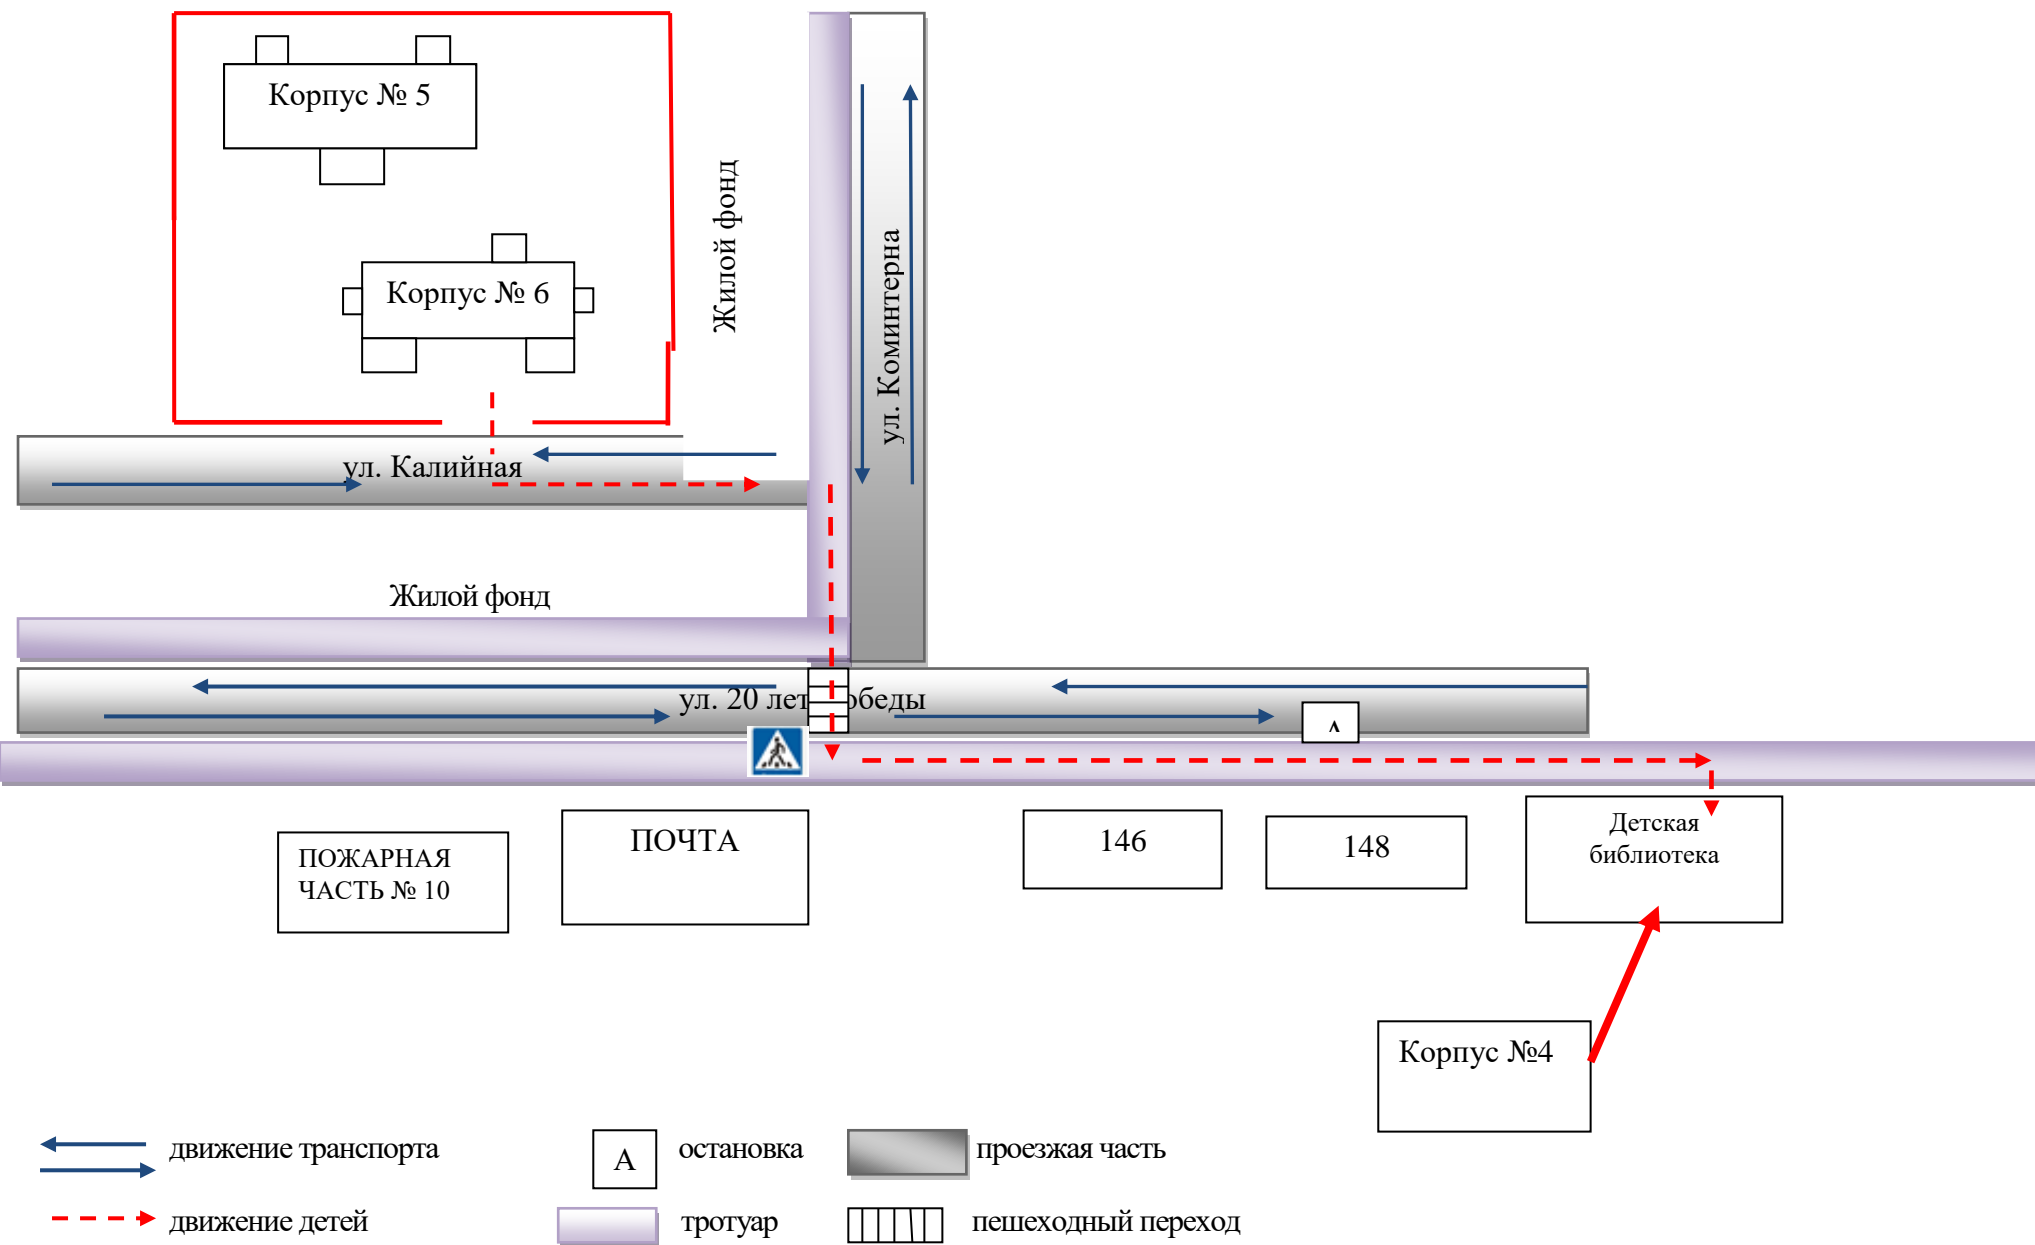 Корпус № 5
Жилой фонд
Корпус № 6
ул. Коминтерна
ул. Калийная
Жилой фонд
ул. 20 лет обеды
А
ПОЖАРНАЯ
ЧАСТЬ № 10
ПОЧТА
146
148
Детская
библиотека
Корпус №4
движение транспорта
А
остановка
проезжая часть
движение детей
тротуар
пешеходный переход